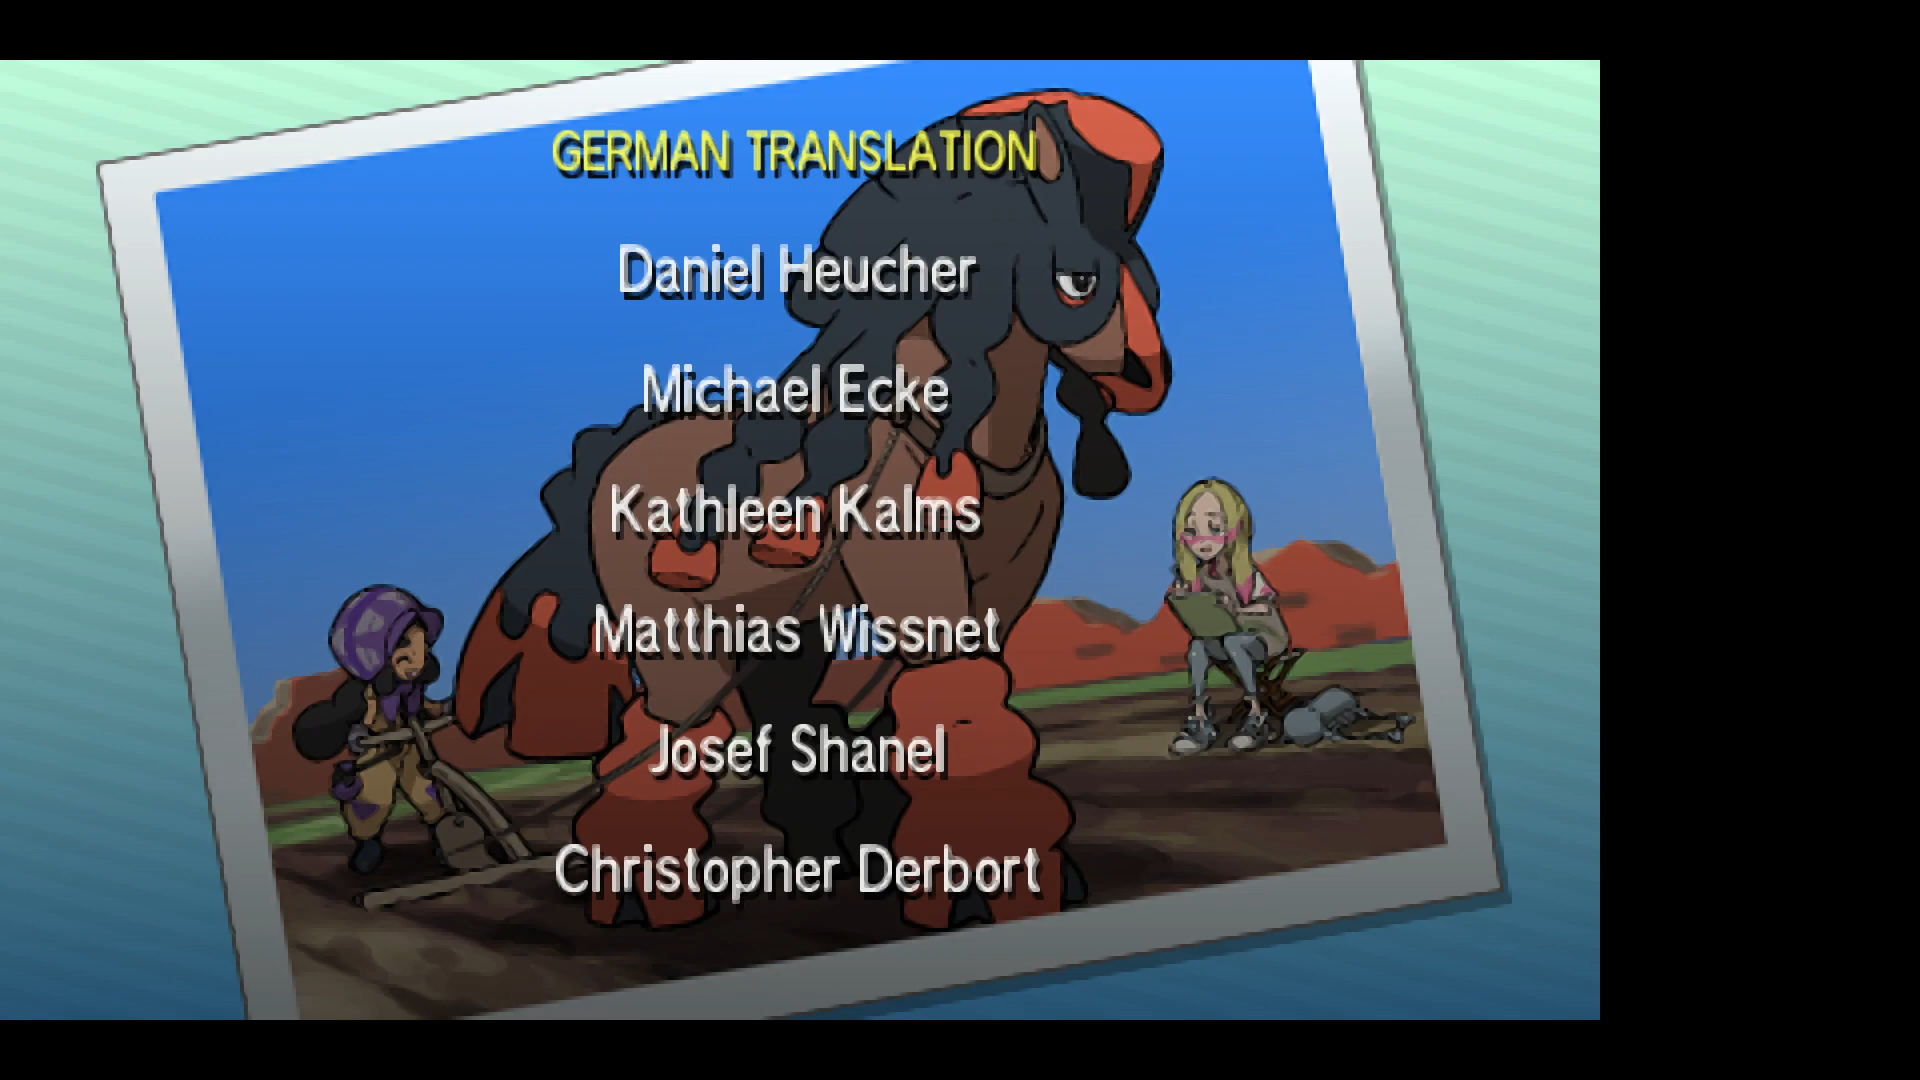 GERMAN TRANSLATION
Daniel Heucher
Michael Ecke
Kathleen Kalms
Matthias Wissnet
Josef Shanel
Christopher Derbort